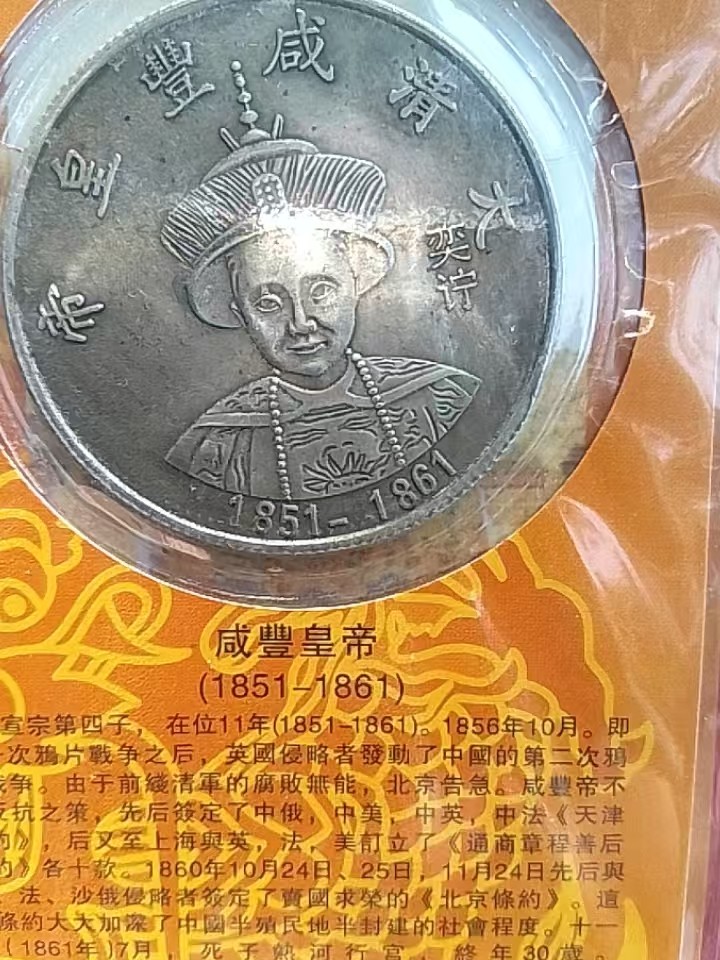 大清咸豐皇帝
奕泞
1851-1861
咸豐皇帝
(1851-1861)
宣宗第四子，在位11年(1851-1861)。1856年10月。即
次鴉片戰争之后，英國侵略者發動了中國的第二次鴉
戰争。由于前綫清軍的腐敗無能，北京告急。咸豐帝不
反抗之策，先后簽定了中俄，中美，中英，中法《天津
》，后又至上海與英，法，美訂立了《通商章程善后
》各十款。1860年10月24日、25日，11月24日先后與
、法、沙俄侵略者簽定了賣國求榮的《北京條約》。這
條約大大加深了中國半殖民地半封建的社會程度。十一
(1861年)7月，死于熱河行宫，終年30歲。